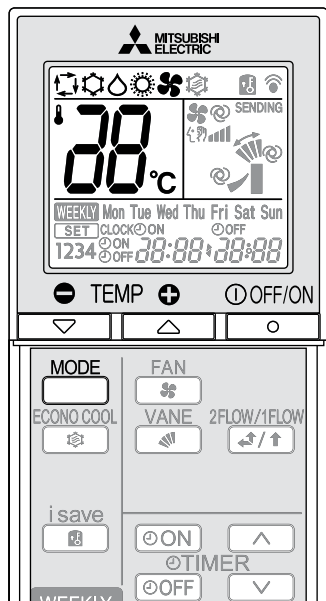 MITSUBISHI
ELECTRIC
SENDING
88°C
WEEKLY Mon Tue Wed Thu Fri Sat Sun
SET CLOCK ON OFF
1234 ON OFF 88:88 88:88
TEMP OFF/ON
MODE FAN
ECONO COOL VANE 2FLOW/1FLOW
i save
ON
TIMER
OFF
WEEKLY